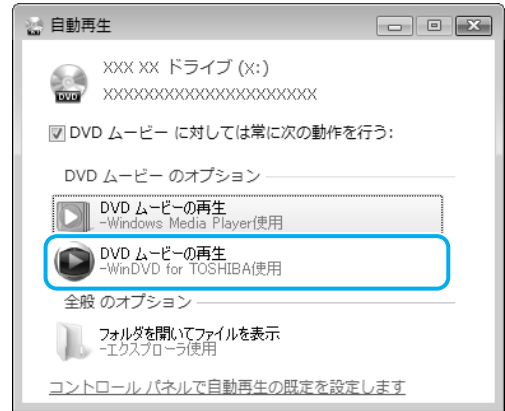 自動再生
XXX XX ドライブ (X:)
DVD
XXXXXXXXXXXXXXXXXXXXX
DVD ムービー に対しては常に次の動作を行う:
DVD ムービー のオプション
DVD ムービーの再生
-Windows Media Player使用
DVD ムービーの再生
-WinDVD for TOSHIBA使用
全般 のオプション
フォルダを開いてファイルを表示
-エクスプローラ使用
コントロール パネルで自動再生の既定を設定します